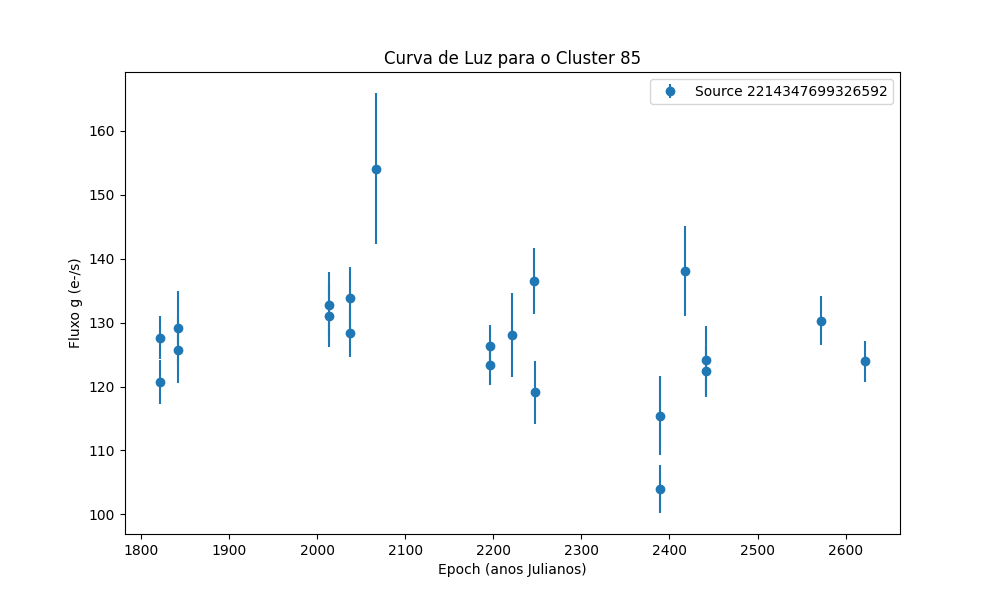 Curva de Luz para o Cluster 85
Source 2214347699326592
Fluxo g (e-/s)
160
150
140
130
120
110
100
1800 1900 2000 2100 2200 2300 2400 2500 2600
Epoch (anos Julianos)